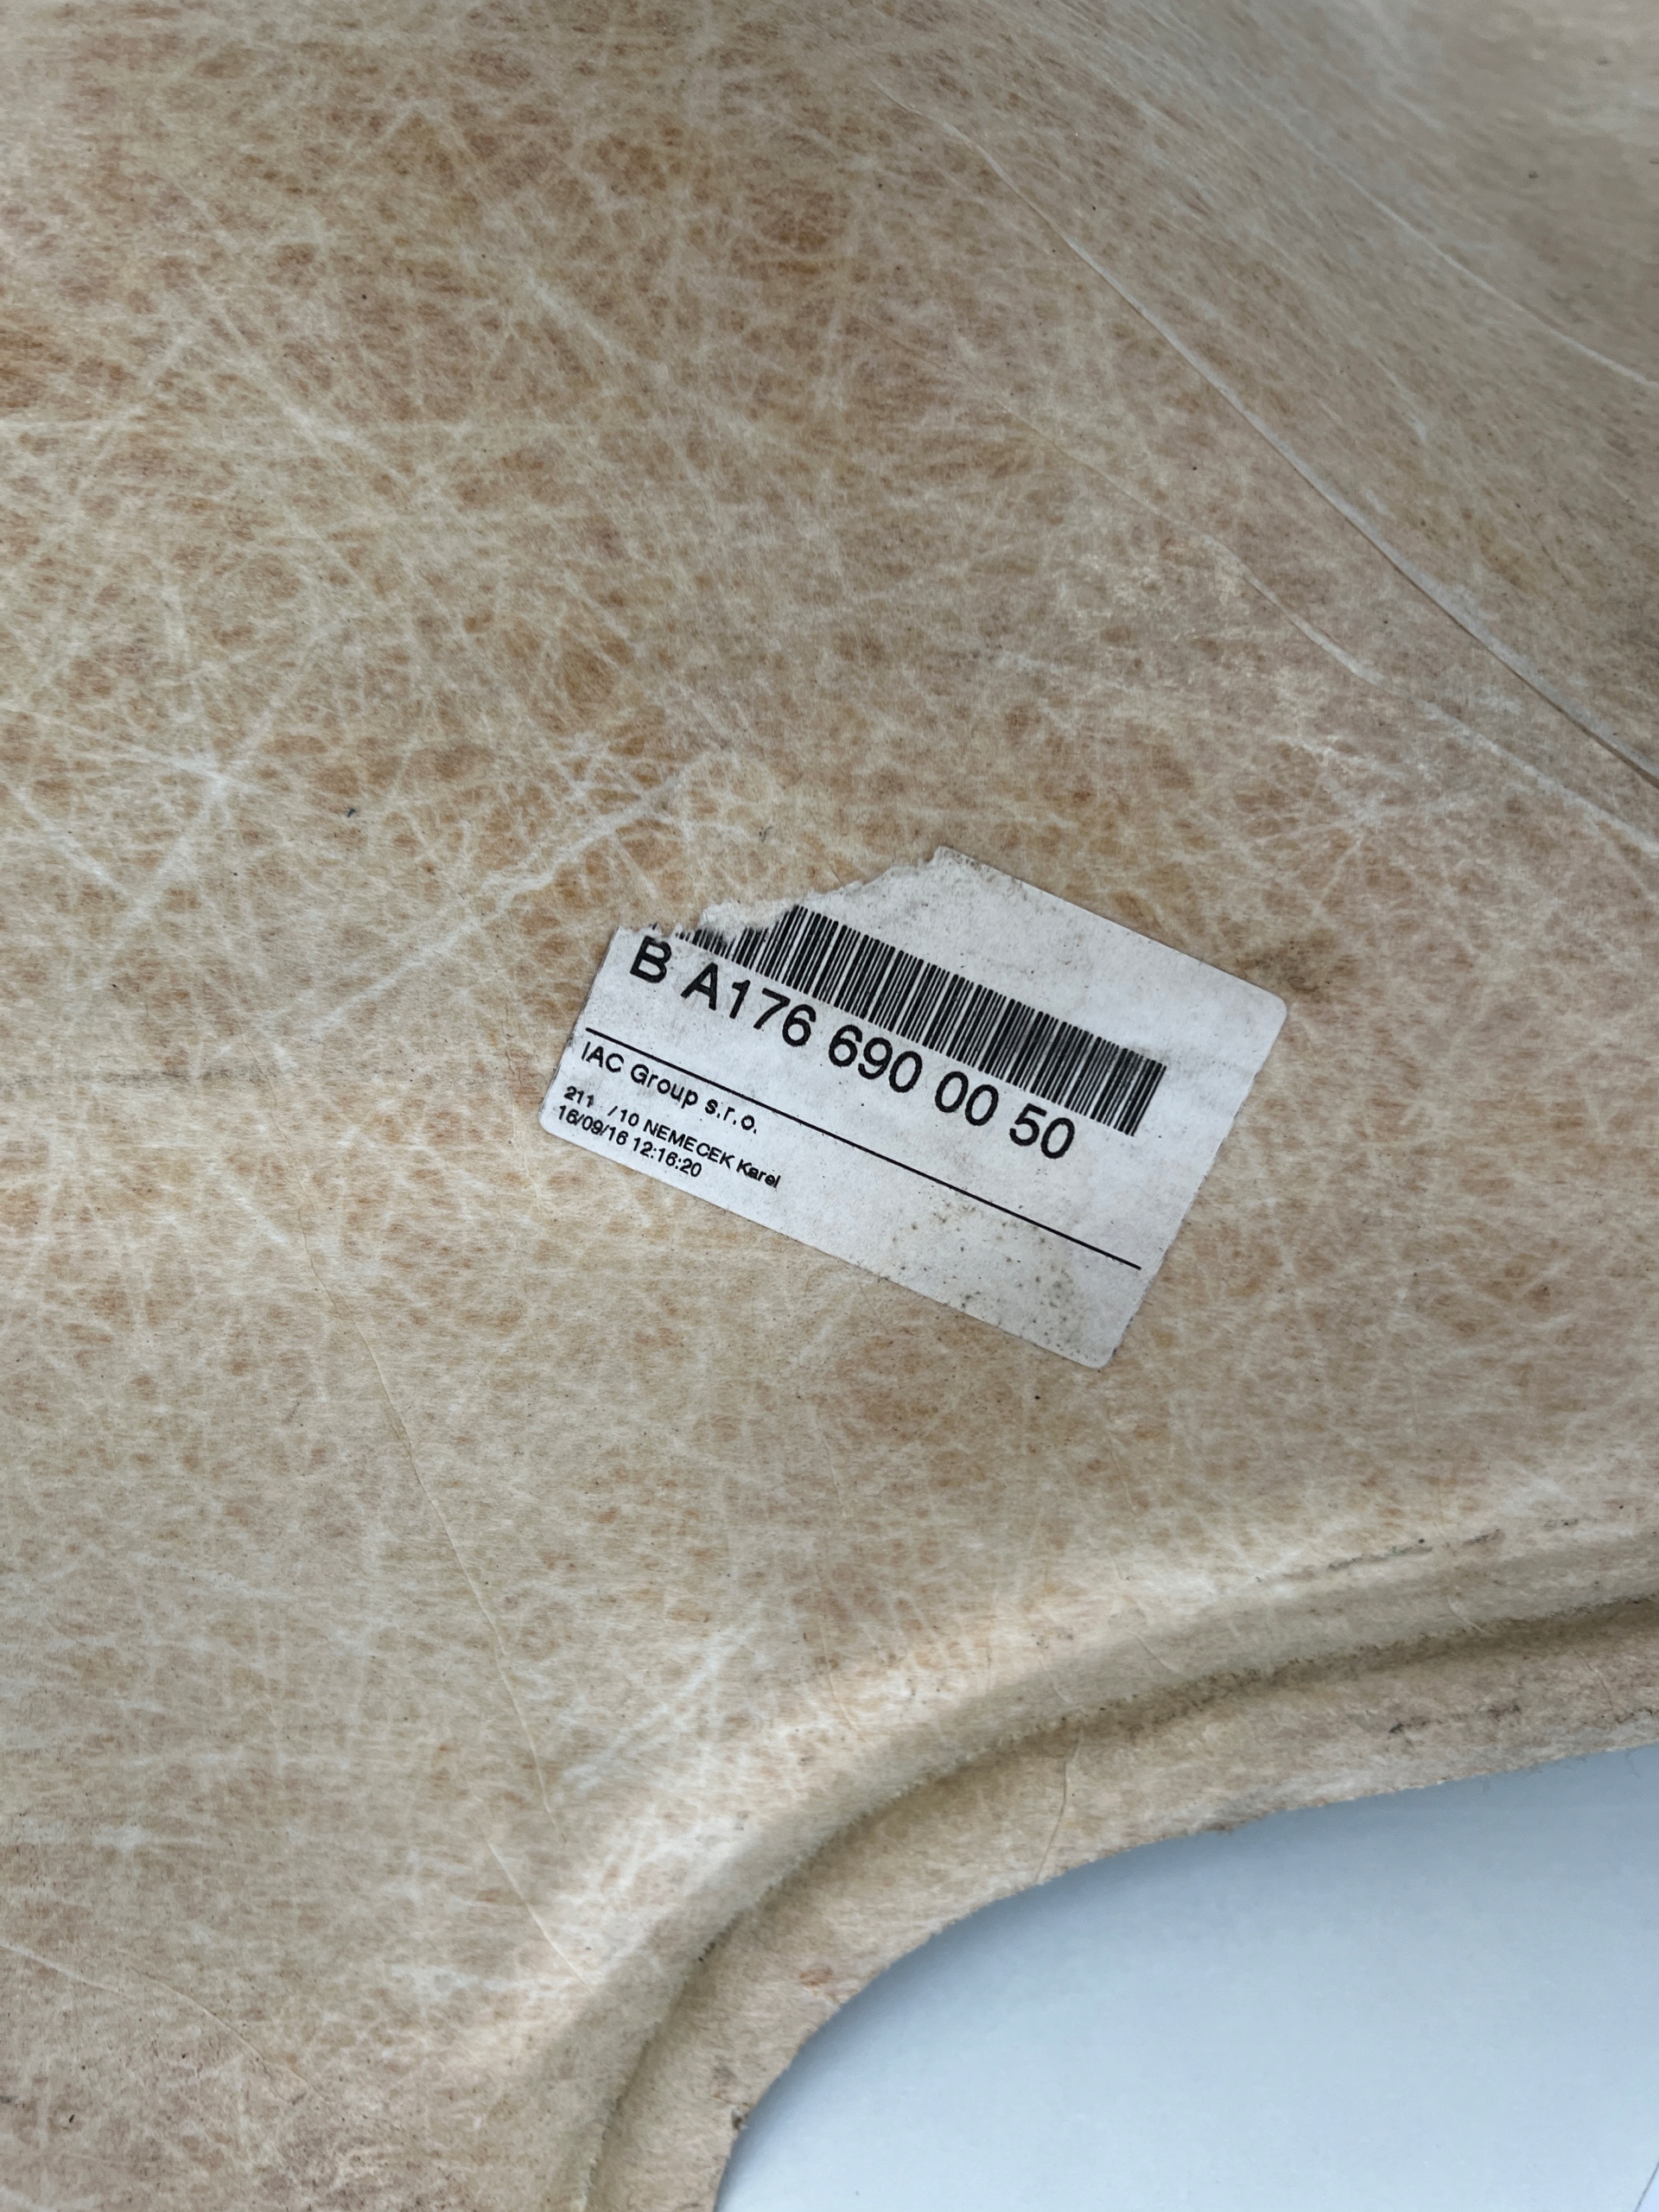 B A176 690 00 50
IAC Group s.r.o.
211 /10 NEMECEK Karel
16/09/16 12:16:20